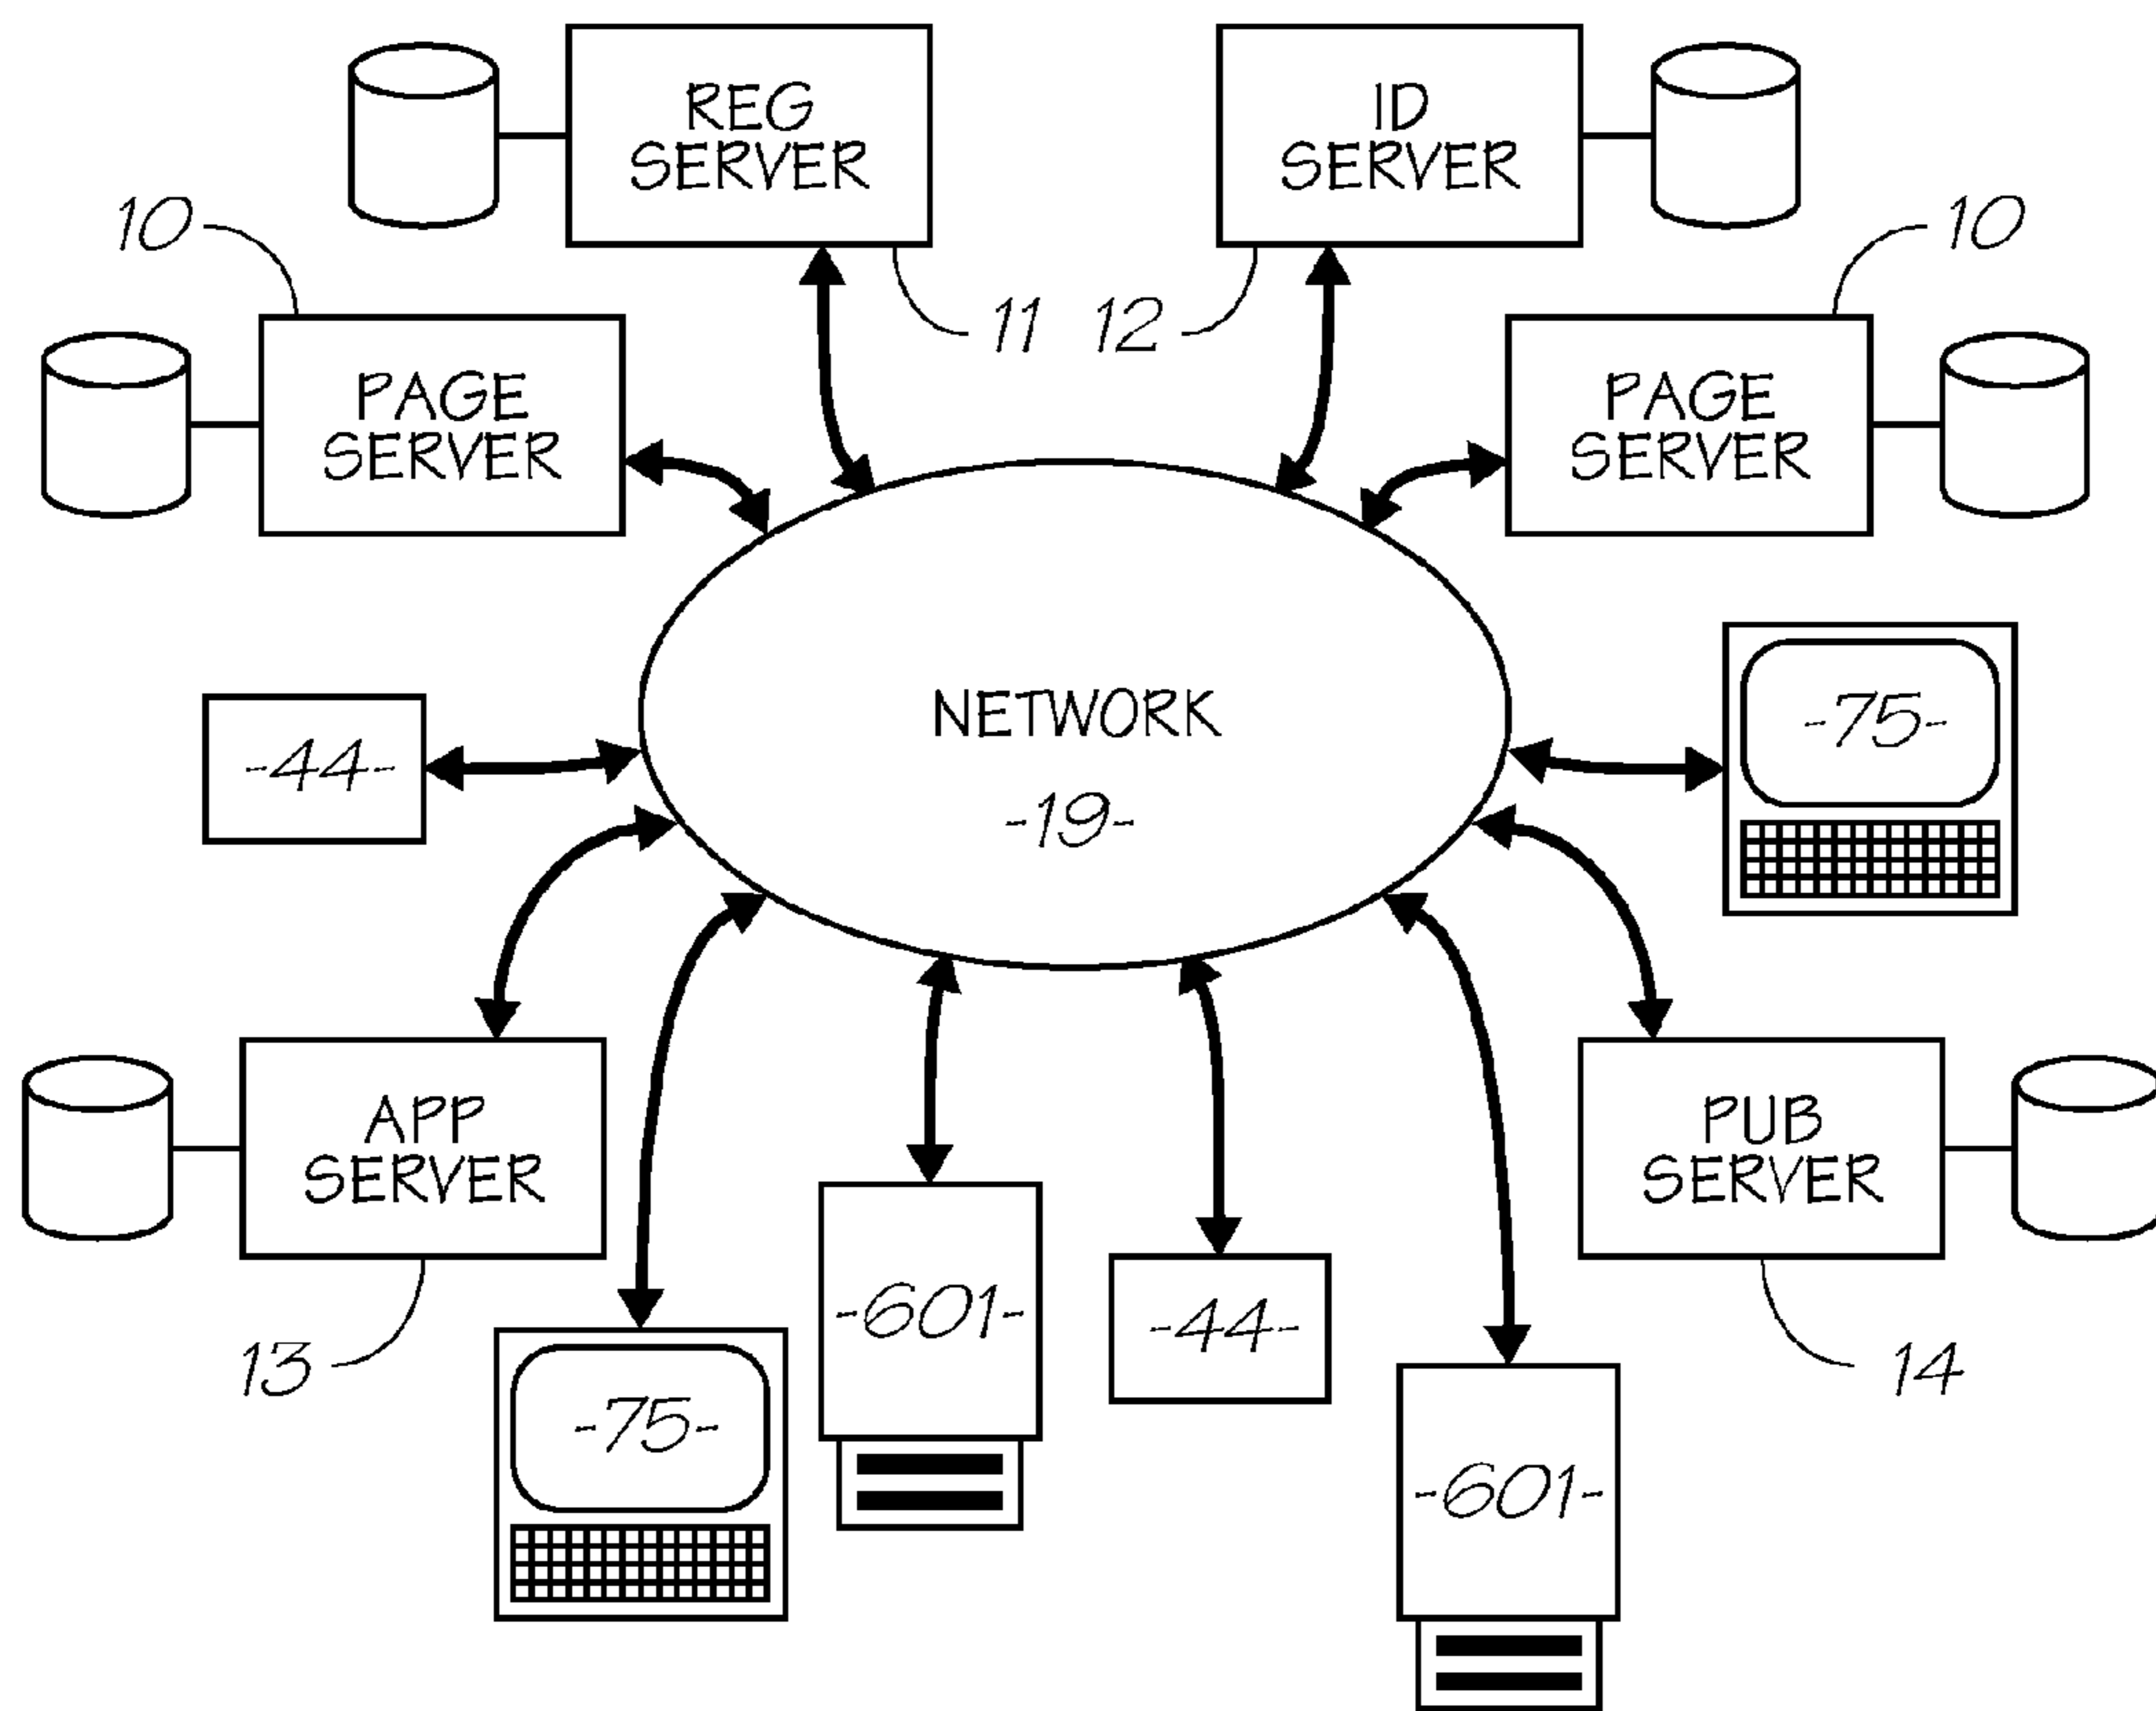 REG
SERVER
ID
SERVER
10
10
11
12
PAGE
SERVER
PAGE
SERVER
NETWORK
-19-
-44-
-75-
APP
SERVER
PUB
SERVER
13
-75-
-601-
-44-
-601-
14